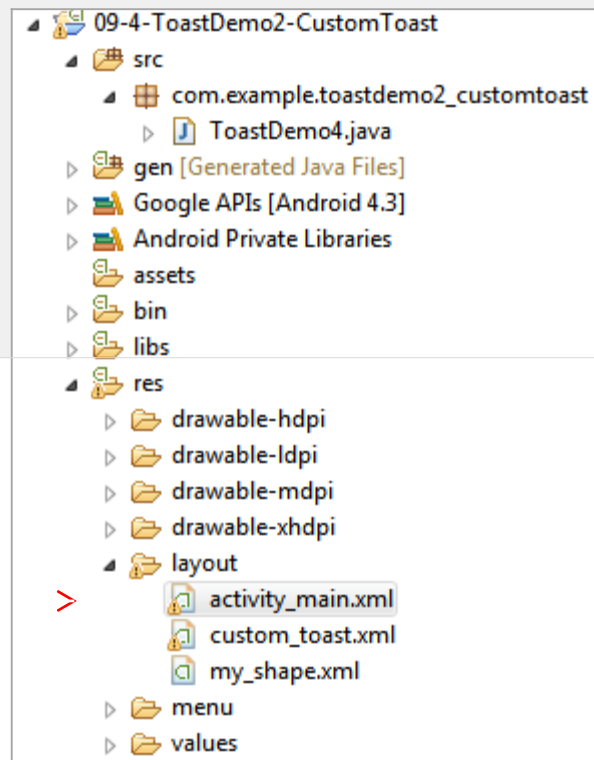 09-4-ToastDemo2-CustomToast
src
com.example.toastdemo2_customtoast
ToastDemo4.java
gen [Generated Java Files]
Google APIs [Android 4.3]
Android Private Libraries
assets
bin
libs
res
drawable-hdpi
drawable-ldpi
drawable-mdpi
drawable-xhdpi
layout
activity_main.xml
custom_toast.xml
my_shape.xml
menu
values